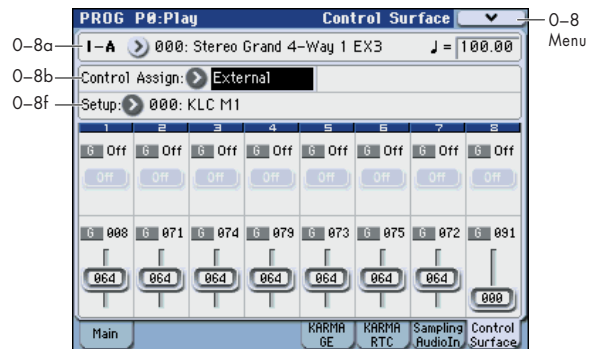 PROG P0:Play Control Surface
0–8
Menu
0–8a I–A 000: Stereo Grand 4–Way 1 EX3 ♩= 100.00
0–8b Control Assign: External
0–8f Setup: 000: KLC M1
1 2 3 4 5 6 7 8
G Off G Off G Off G Off G Off G Off G Off G Off
Off Off Off Off Off Off Off Off
G 008 G 071 G 074 G 079 G 073 G 075 G 072 G 091
064 064 064 064 064 064 064 000
Main KARMA GE KARMA RTC Sampling AudioIn Control Surface